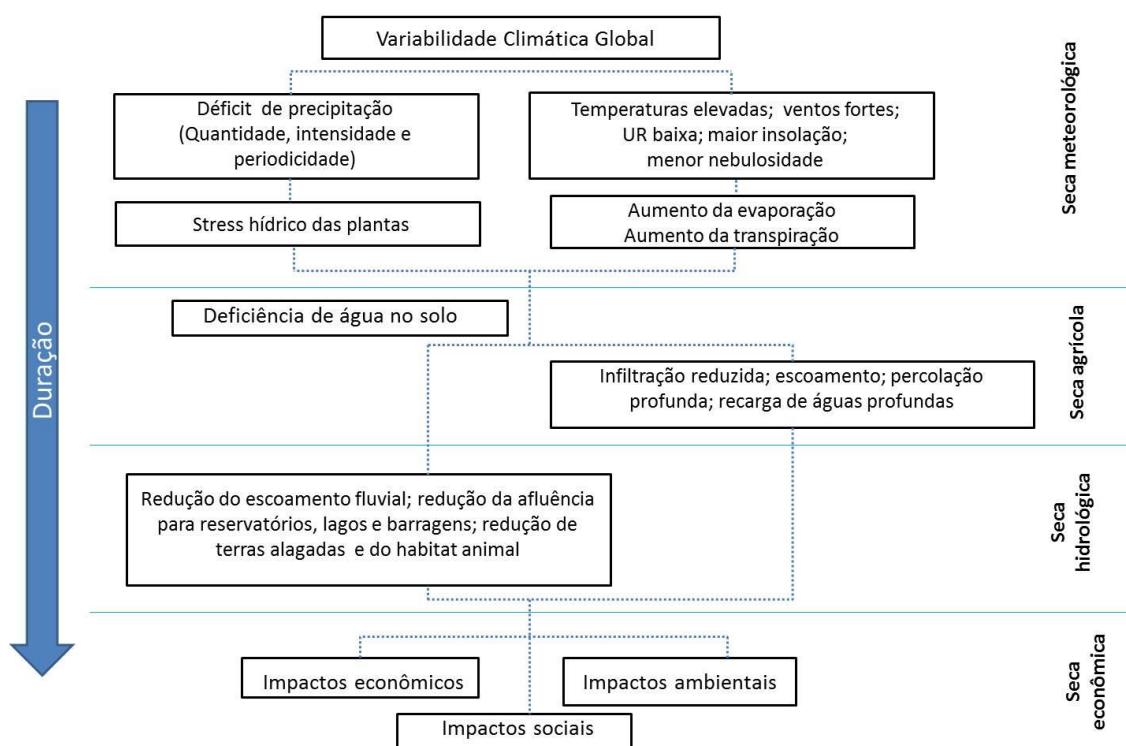 Variabilidade Climática Global
Déficit de precipitação
(Quantidade, intensidade e
periodicidade)
Temperaturas elevadas; ventos fortes;
UR baixa; maior insolação;
menor nebulosidade
Stress hídrico das plantas
Aumento da evaporação
Aumento da transpiração
Seca meteorológica
Deficiência de água no solo
Infiltração reduzida; escoamento; percolação
profunda; recarga de águas profundas
Seca agrícola
Duração
Redução do escoamento fluvial; redução da afluência
para reservatórios, lagos e barragens; redução de
terras alagadas e do habitat animal
Seca
hidrológica
Impactos econômicos
Impactos ambientais
Impactos sociais
Seca
econômica